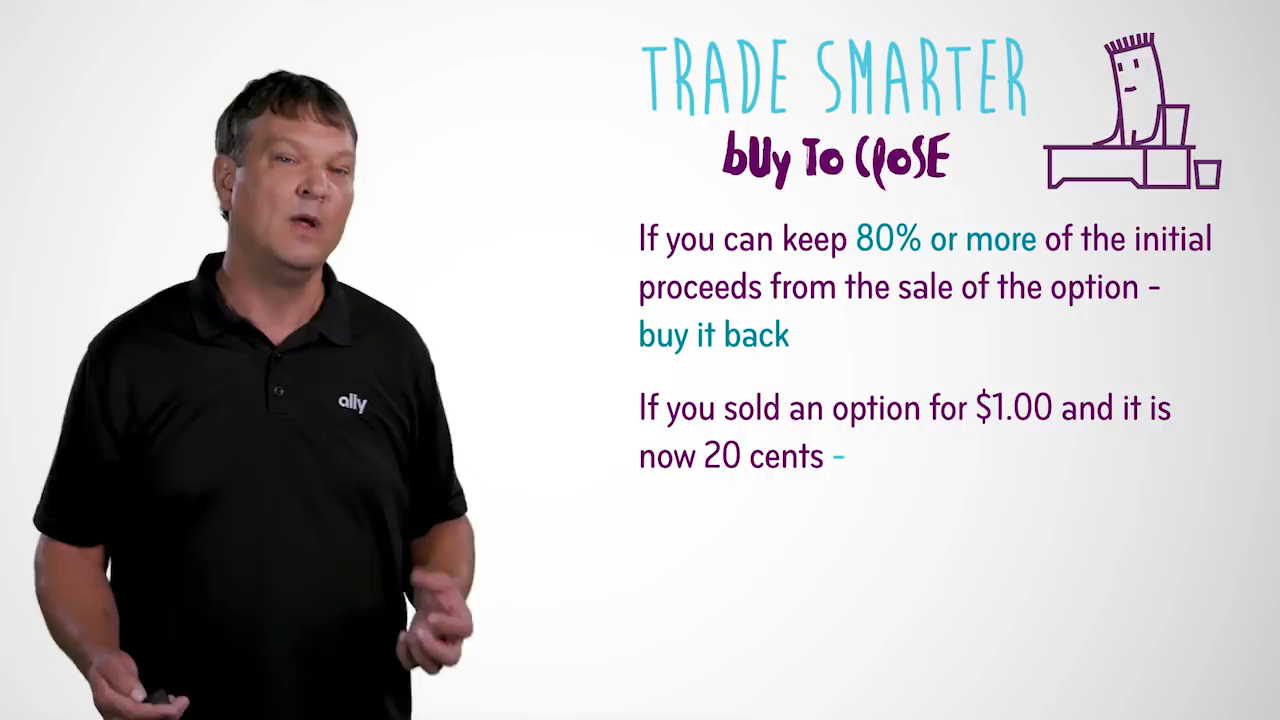 TRADE SMARTER
bUy To CloSE
If you can keep 80% or more of the initial
proceeds from the sale of the option -
buy it back
If you sold an option for $1.00 and it is
now 20 cents -
ally